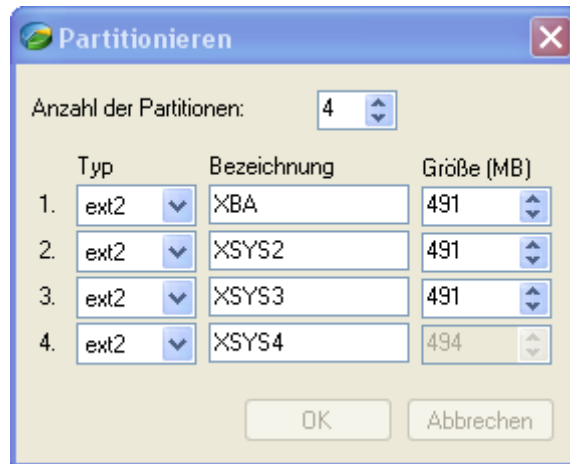 Partitionieren
Anzahl der Partitionen: 4
Typ Bezeichnung Größe (MB)
1. ext2 XBA 491
2. ext2 XSYS2 491
3. ext2 XSYS3 491
4. ext2 XSYS4 494
OK Abbrechen